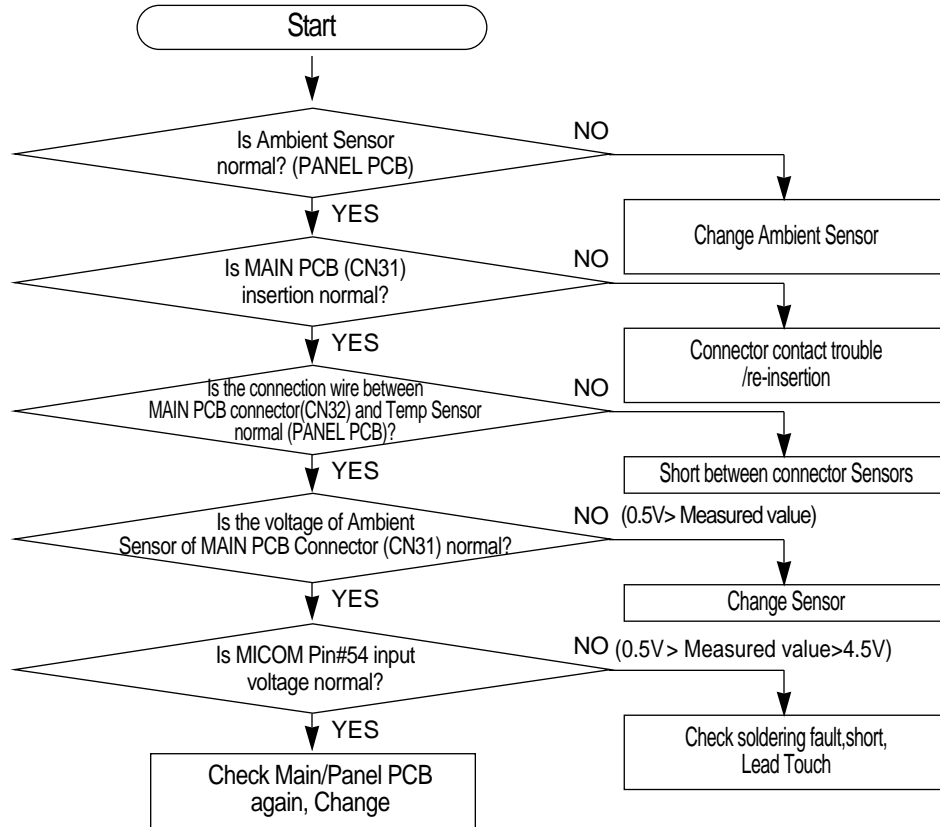 Start
Is Ambient Sensor
normal? (PANEL PCB)
NO
Change Ambient Sensor
YES
Is MAIN PCB (CN31)
insertion normal?
NO
Connector contact trouble
/re-insertion
YES
Is the connection wire between
MAIN PCB connector(CN32) and Temp Sensor
normal (PANEL PCB)?
NO
Short between connector Sensors
YES
Is the voltage of Ambient
Sensor of MAIN PCB Connector (CN31) normal?
NO (0.5V> Measured value)
Change Sensor
YES
Is MICOM Pin#54 input
voltage normal?
NO (0.5V> Measured value>4.5V)
Check soldering fault,short,
Lead Touch
YES
Check Main/Panel PCB
again, Change